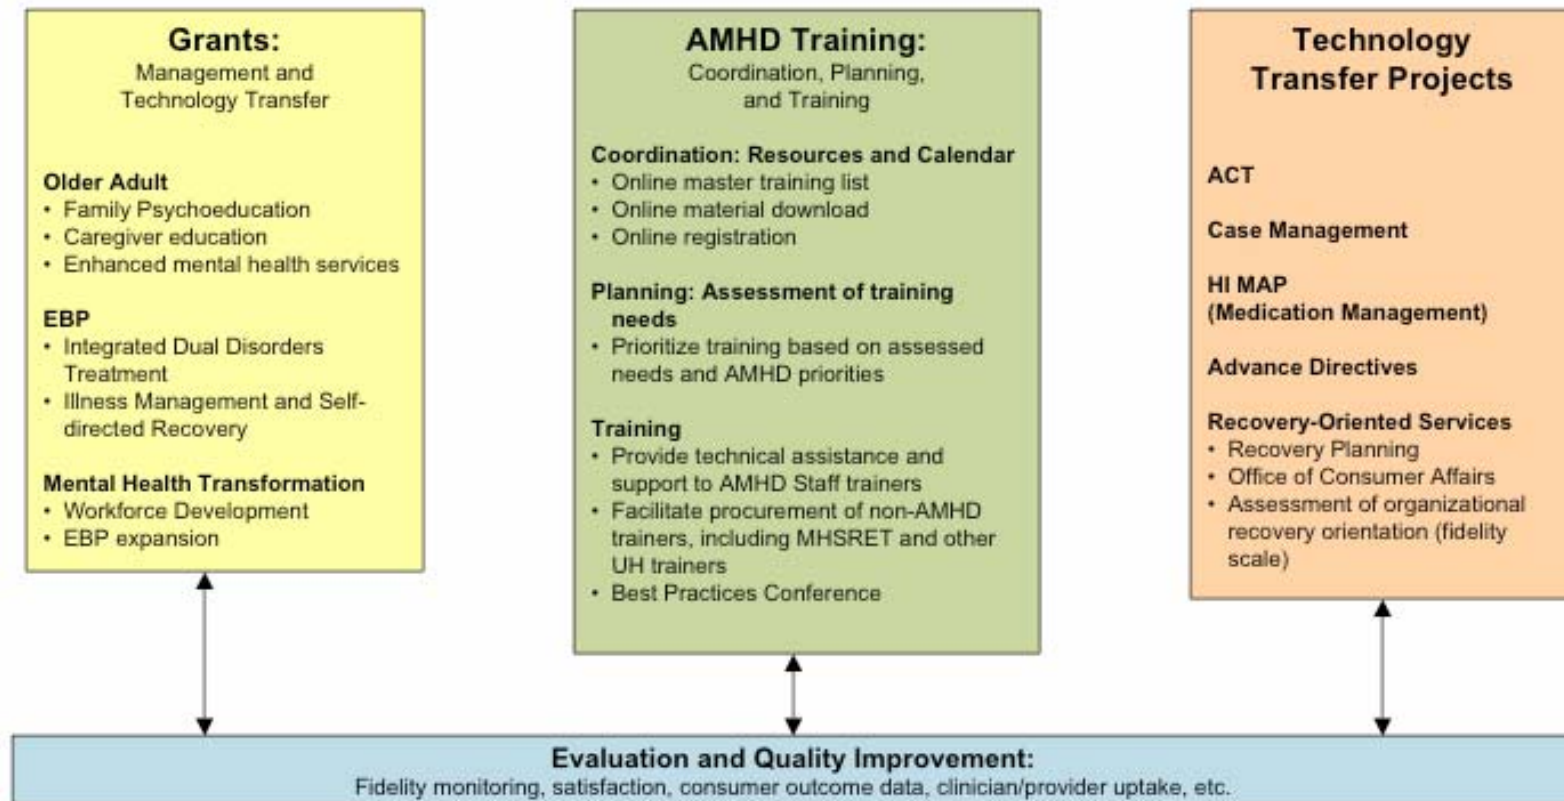 Grants:
Management and
Technology Transfer
Older Adult
• Family Psychoeducation
• Caregiver education
• Enhanced mental health services
EBP
• Integrated Dual Disorders
Treatment
• Illness Management and Self-
directed Recovery
Mental Health Transformation
• Workforce Development
• EBP expansion
AMHD Training:
Coordination, Planning,
and Training
Coordination: Resources and Calendar
• Online master training list
• Online material download
• Online registration
Planning: Assessment of training
needs
• Prioritize training based on assessed
needs and AMHD priorities
Training
• Provide technical assistance and
support to AMHD Staff trainers
• Facilitate procurement of non-AMHD
trainers, including MHSRET and other
UH trainers
• Best Practices Conference
Technology
Transfer Projects
ACT
Case Management
HI MAP
(Medication Management)
Advance Directives
Recovery-Oriented Services
• Recovery Planning
• Office of Consumer Affairs
• Assessment of organizational
recovery orientation (fidelity
scale)
Evaluation and Quality Improvement:
Fidelity monitoring, satisfaction, consumer outcome data, clinician/provider uptake, etc.